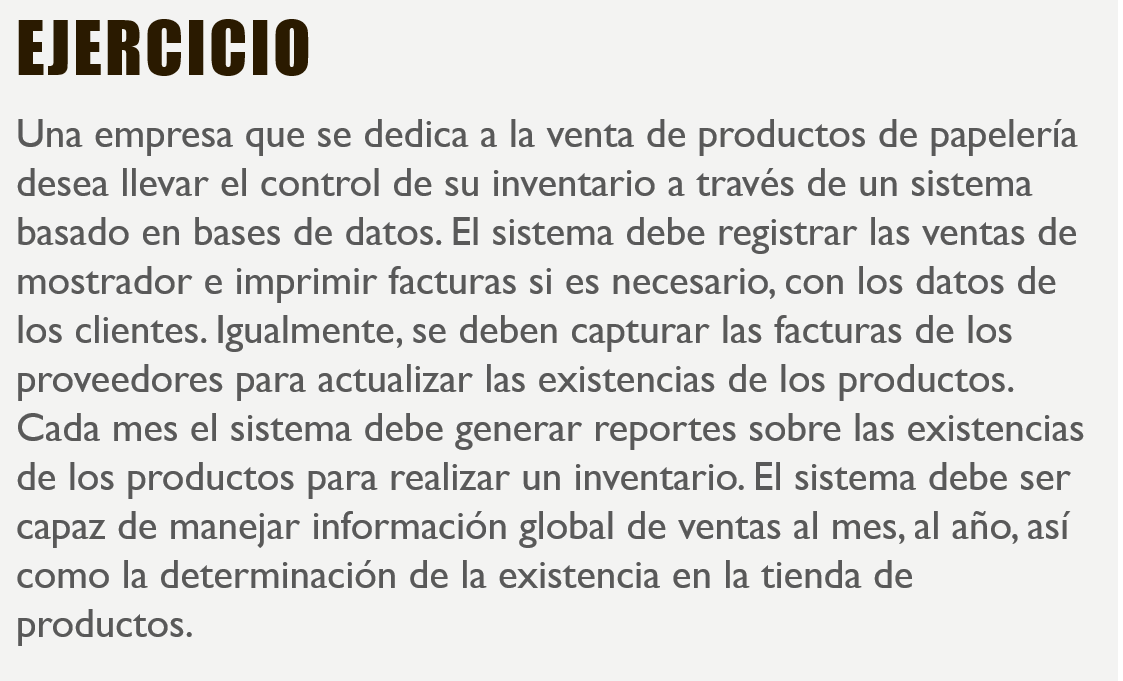 EJERCICIO
Una empresa que se dedica a la venta de productos de papelería
desea llevar el control de su inventario a través de un sistema
basado en bases de datos. El sistema debe registrar las ventas de
mostrador e imprimir facturas si es necesario, con los datos de
los clientes. Igualmente, se deben capturar las facturas de los
proveedores para actualizar las existencias de los productos.
Cada mes el sistema debe generar reportes sobre las existencias
de los productos para realizar un inventario. El sistema debe ser
capaz de manejar información global de ventas al mes, al año, así
como la determinación de la existencia en la tienda de
productos.